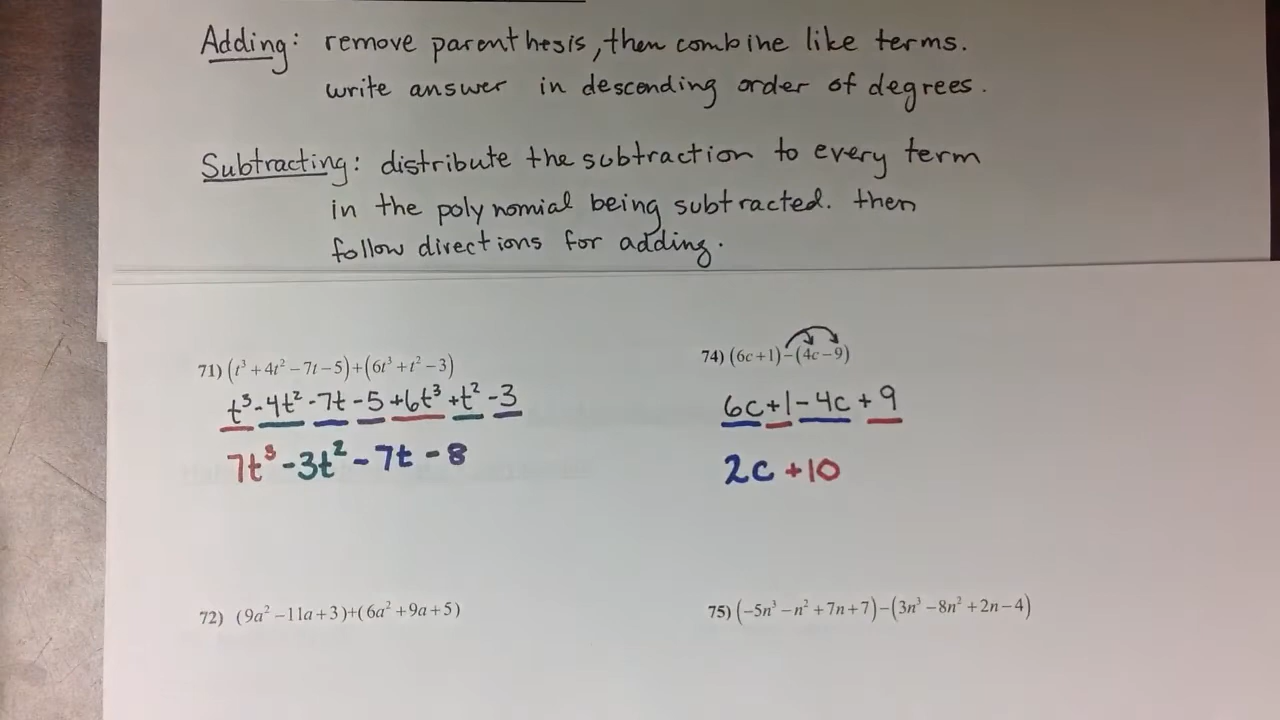 Adding: remove parenthesis, then combine like terms.
write answer in descending order of degrees.
Subtracting: distribute the subtraction to every term
in the polynomial being subtracted. then
follow directions for adding.
71) (t³ + 4t² − 7t − 5) + (6t³ + t² − 3)
t³ - 4t² - 7t - 5 + 6t³ + t² - 3
7t³ - 3t² - 7t - 8
74) (6c + 1) − (4c − 9)
6c + 1 - 4c + 9
2c + 10
72) (9a² − 11a + 3) + (6a² + 9a + 5)
75) (−5n³ − n² + 7n + 7) − (3n³ − 8n² + 2n − 4)